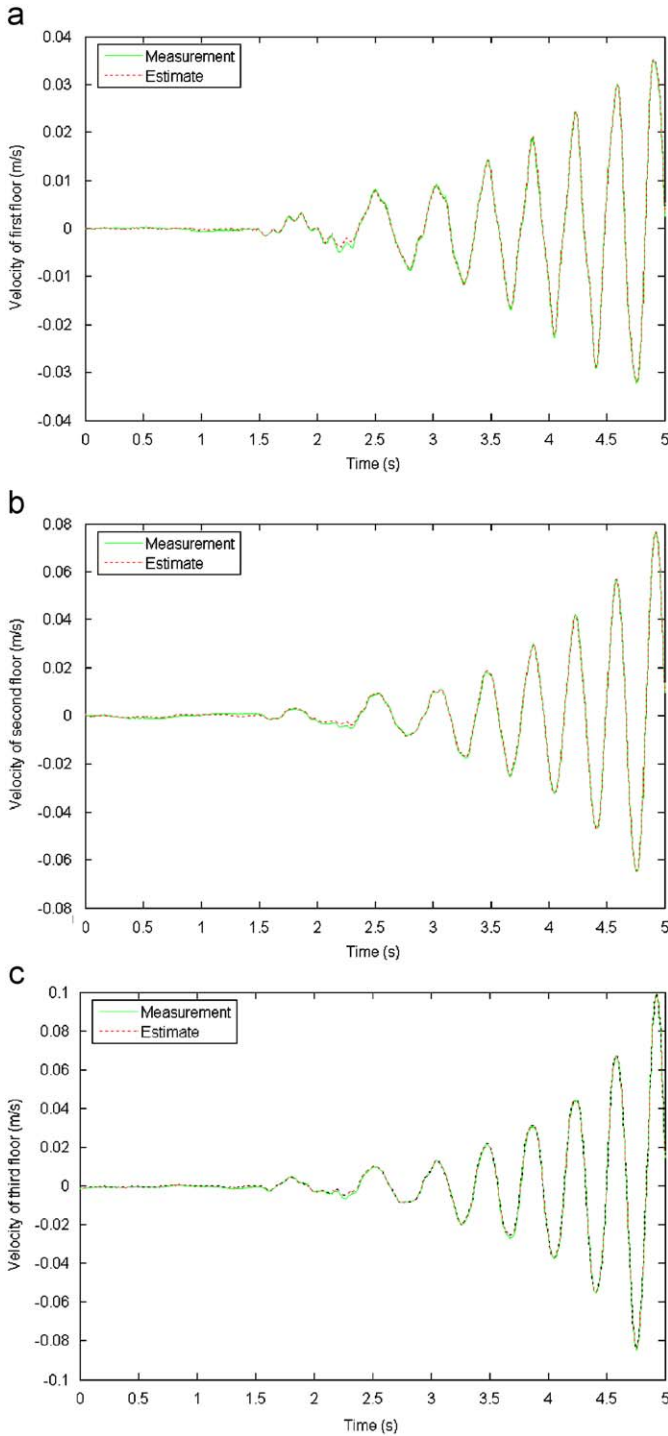 a
0.04
0.03
0.02
0.01
0
-0.01
-0.02
-0.03
-0.04
Velocity of first floor (m/s)
Measurement
Estimate
0 0.5 1 1.5 2 2.5 3 3.5 4 4.5 5
Time (s)
b
0.08
0.06
0.04
0.02
0
-0.02
-0.04
-0.06
-0.08
Velocity of second floor (m/s)
Measurement
Estimate
0 0.5 1 1.5 2 2.5 3 3.5 4 4.5 5
Time (s)
c
0.1
0.08
0.06
0.04
0.02
0
-0.02
-0.04
-0.06
-0.08
-0.1
Velocity of third floor (m/s)
Measurement
Estimate
0 0.5 1 1.5 2 2.5 3 3.5 4 4.5 5
Time (s)